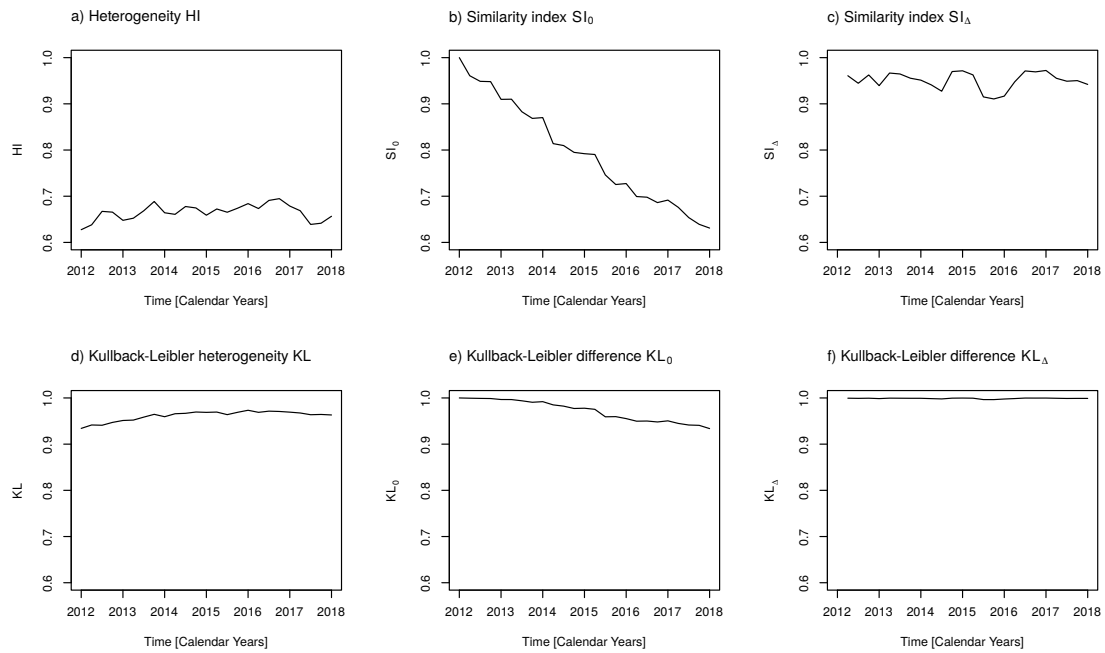 a) Heterogeneity HI
HI
1.0
0.9
0.8
0.7
0.6
2012 2013 2014 2015 2016 2017 2018
Time [Calendar Years]
b) Similarity index SI₀
SI₀
1.0
0.9
0.8
0.7
0.6
2012 2013 2014 2015 2016 2017 2018
Time [Calendar Years]
c) Similarity index SI_Δ
SI_Δ
1.0
0.9
0.8
0.7
0.6
2012 2013 2014 2015 2016 2017 2018
Time [Calendar Years]
d) Kullback-Leibler heterogeneity KL
KL
1.0
0.9
0.8
0.7
0.6
2012 2013 2014 2015 2016 2017 2018
Time [Calendar Years]
e) Kullback-Leibler difference KL₀
KL₀
1.0
0.9
0.8
0.7
0.6
2012 2013 2014 2015 2016 2017 2018
Time [Calendar Years]
f) Kullback-Leibler difference KL_Δ
KL_Δ
1.0
0.9
0.8
0.7
0.6
2012 2013 2014 2015 2016 2017 2018
Time [Calendar Years]